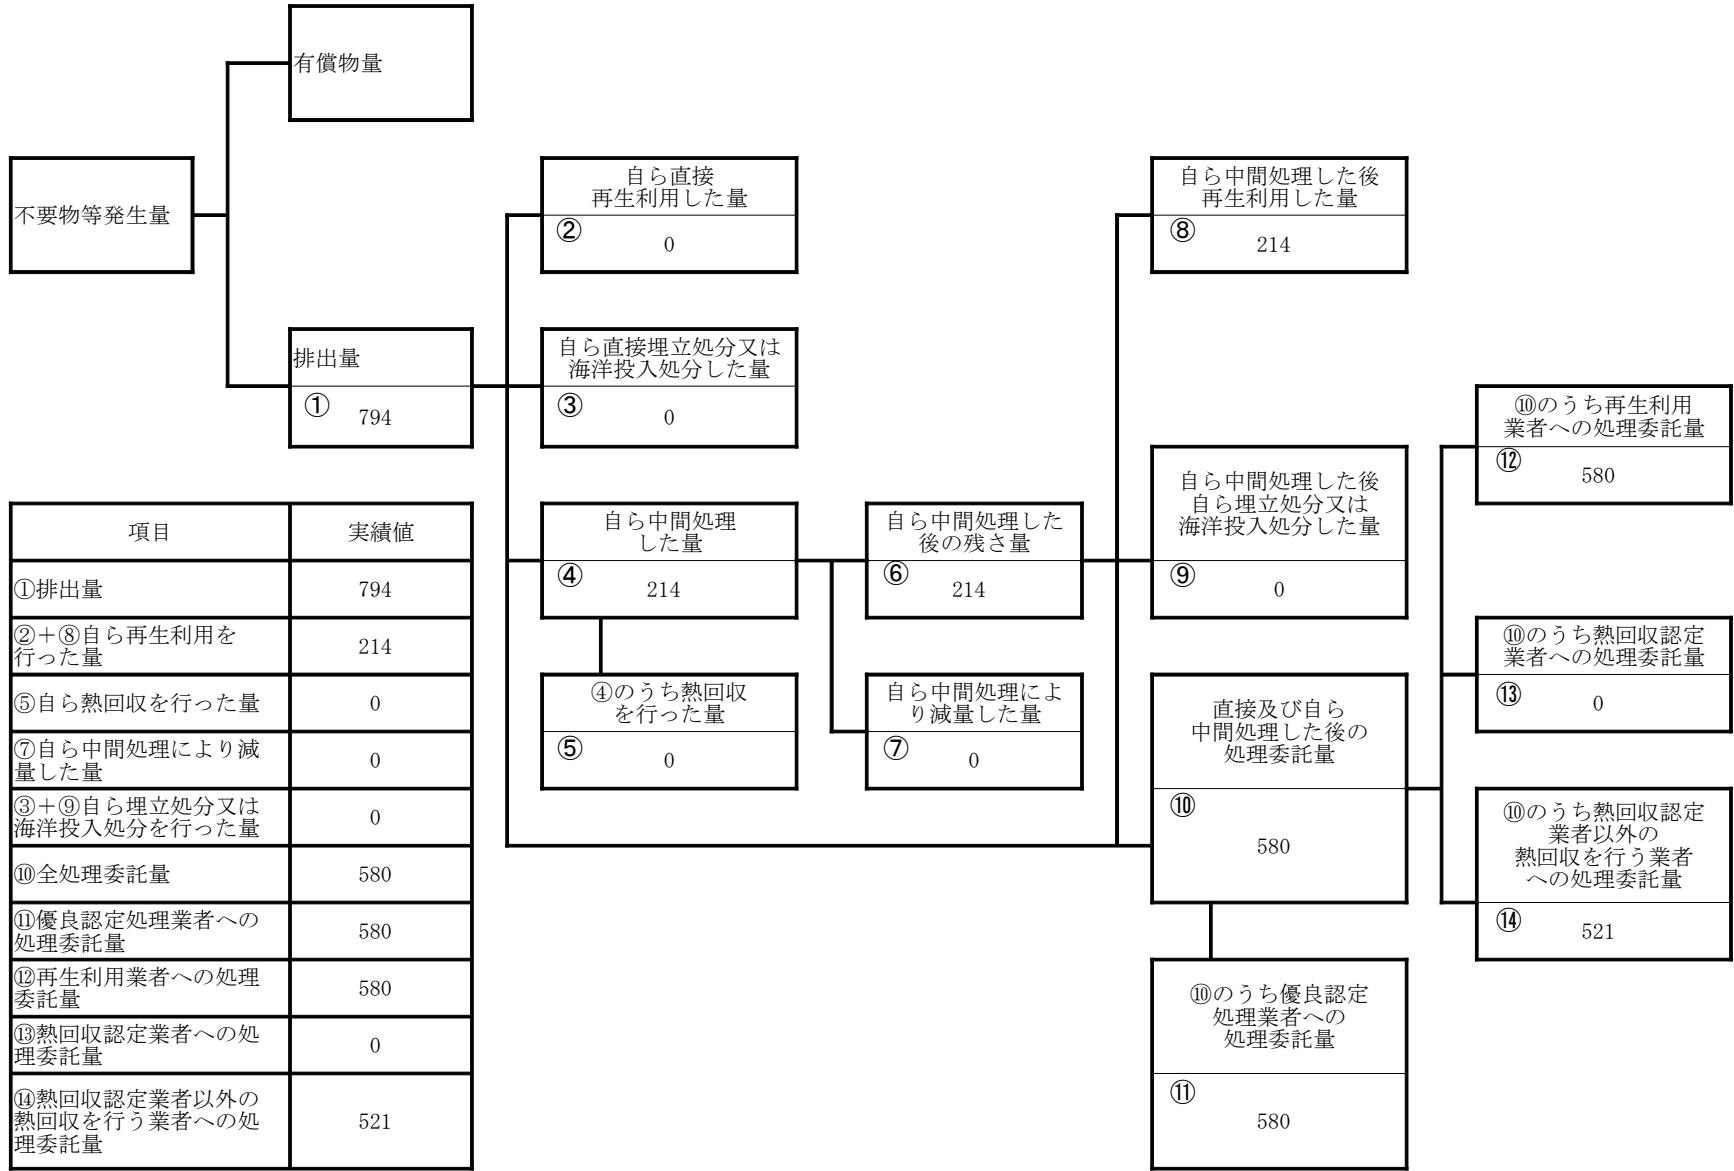 有償物量
不要物等発生量
排出量
①
794
自ら直接
再生利用した量
②
0
自ら直接埋立処分又は
海洋投入処分した量
③
0
自ら中間処理
した量
④
214
④のうち熱回収
を行った量
⑤
0
自ら中間処理した
後の残さ量
⑥
214
自ら中間処理によ
り減量した量
⑦
0
自ら中間処理した後
再生利用した量
⑧
214
自ら中間処理した後
自ら埋立処分又は
海洋投入処分した量
⑨
0
直接及び自ら
中間処理した後の
処理委託量
⑩
580
⑩のうち優良認定
処理業者への
処理委託量
⑪
580
⑩のうち再生利用
業者への処理委託量
⑫
580
⑩のうち熱回収認定
業者への処理委託量
⑬
0
⑩のうち熱回収認定
業者以外の
熱回収を行う業者
への処理委託量
⑭
521
項目 実績値
①排出量 794
②＋⑧自ら再生利用を
行った量
214
⑤自ら熱回収を行った量 0
⑦自ら中間処理により減
量した量
0
③＋⑨自ら埋立処分又は
海洋投入処分を行った量
0
⑩全処理委託量 580
⑪優良認定処理業者への
処理委託量
580
⑫再生利用業者への処理
委託量
580
⑬熱回収認定業者への処
理委託量
0
⑭熱回収認定業者以外の
熱回収を行う業者への処
理委託量
521